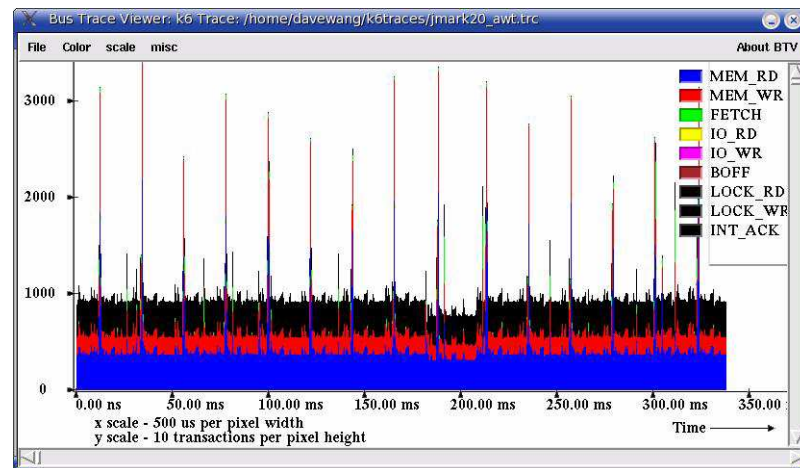 Bus Trace Viewer: k6 Trace: /home/davewang/k6traces/jmark20_awt.trc
File Color scale misc About BTV
MEM_RD
MEM_WR
FETCH
IO_RD
IO_WR
BOFF
LOCK_RD
LOCK_WR
INT_ACK
3000
2000
1000
0
0.00 ns 50.00 ms 100.00 ms 150.00 ms 200.00 ms 250.00 ms 300.00 ms 350.00
x scale - 500 us per pixel width
y scale - 10 transactions per pixel height
Time